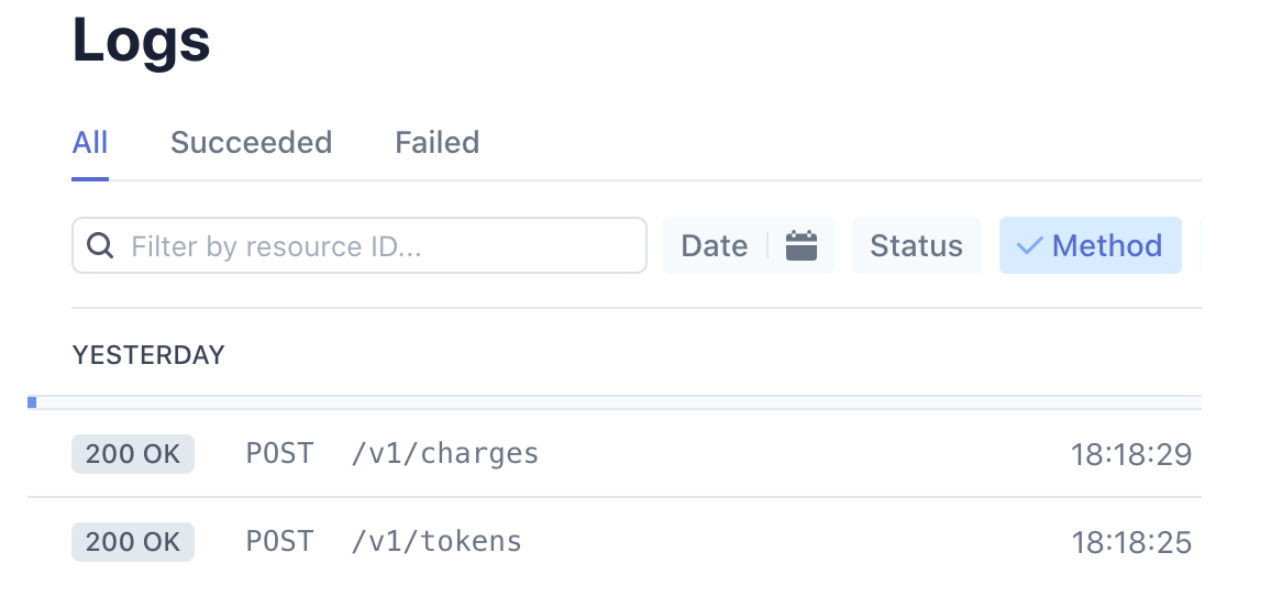 Logs
All Succeeded Failed
Filter by resource ID... Date Status Method
YESTERDAY
200 OK POST /v1/charges 18:18:29
200 OK POST /v1/tokens 18:18:25